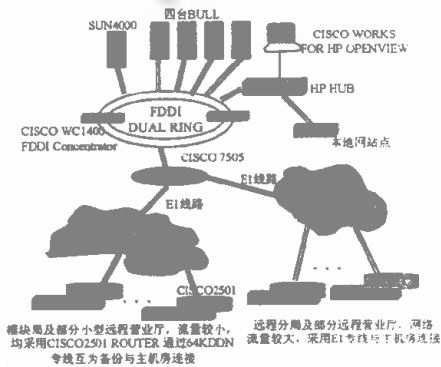 四台BULL
SUN4000
CISCO WORKS
FOR HP OPENVIEW
FDDI
DUAL RING
HP HUB
CISCO WC1400
FDDI Concentrator
本地网站点
CISCO 7505
E1线路
E1线路
CISCO2501
模块局及部分小型远程营业厅，流量较小，
均采用CISCO2501 ROUTER 通过64KDDN
专线互为备份与主机房连接
远程分局及部分远程营业厅，网络
流量较大，采用E1专线与主机房连接